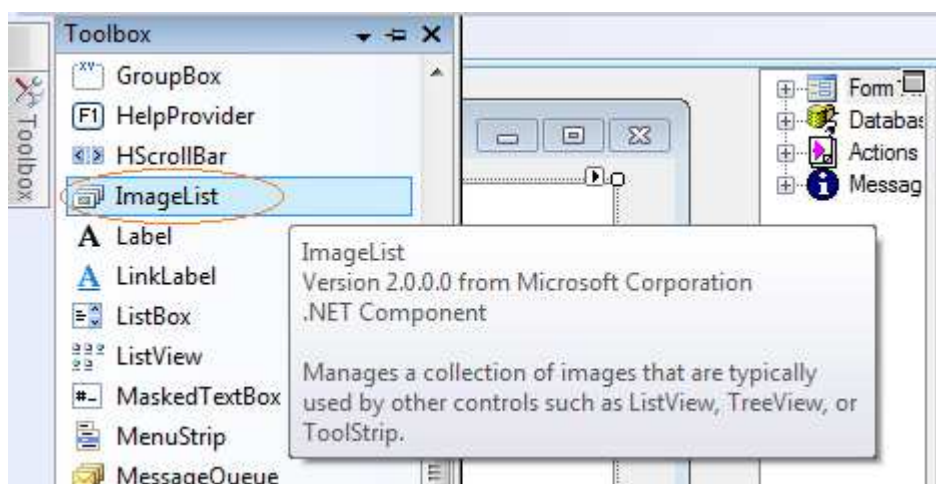 Toolbox
Toolbox
GroupBox
HelpProvider
HScrollBar
ImageList
Label
LinkLabel
ListBox
ListView
MaskedTextBox
MenuStrip
MessageQueue
ImageList
Version 2.0.0.0 from Microsoft Corporation
.NET Component
Manages a collection of images that are typically
used by other controls such as ListView, TreeView, or
ToolStrip.
Form
Databas
Actions
Messag